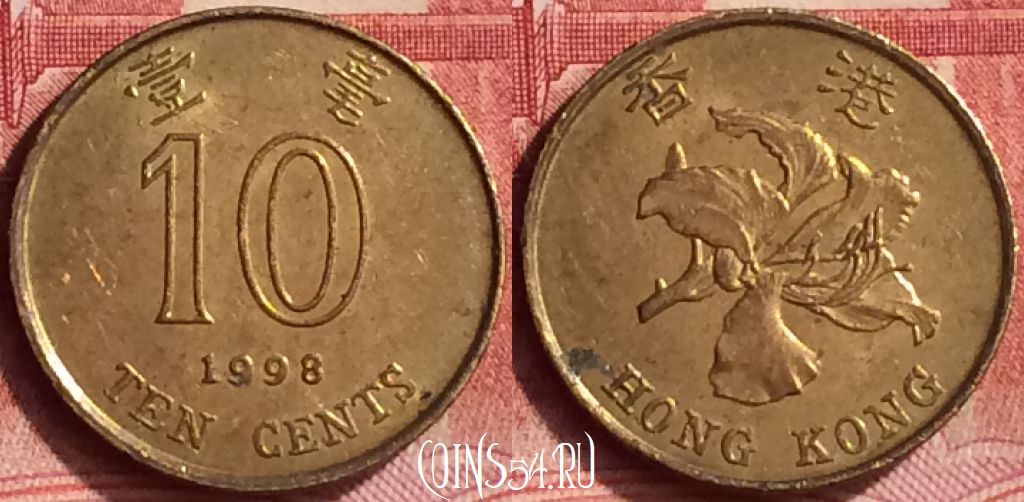 壹毫
10
1998
TEN CENTS
香港
HONG KONG
COINS54.RU